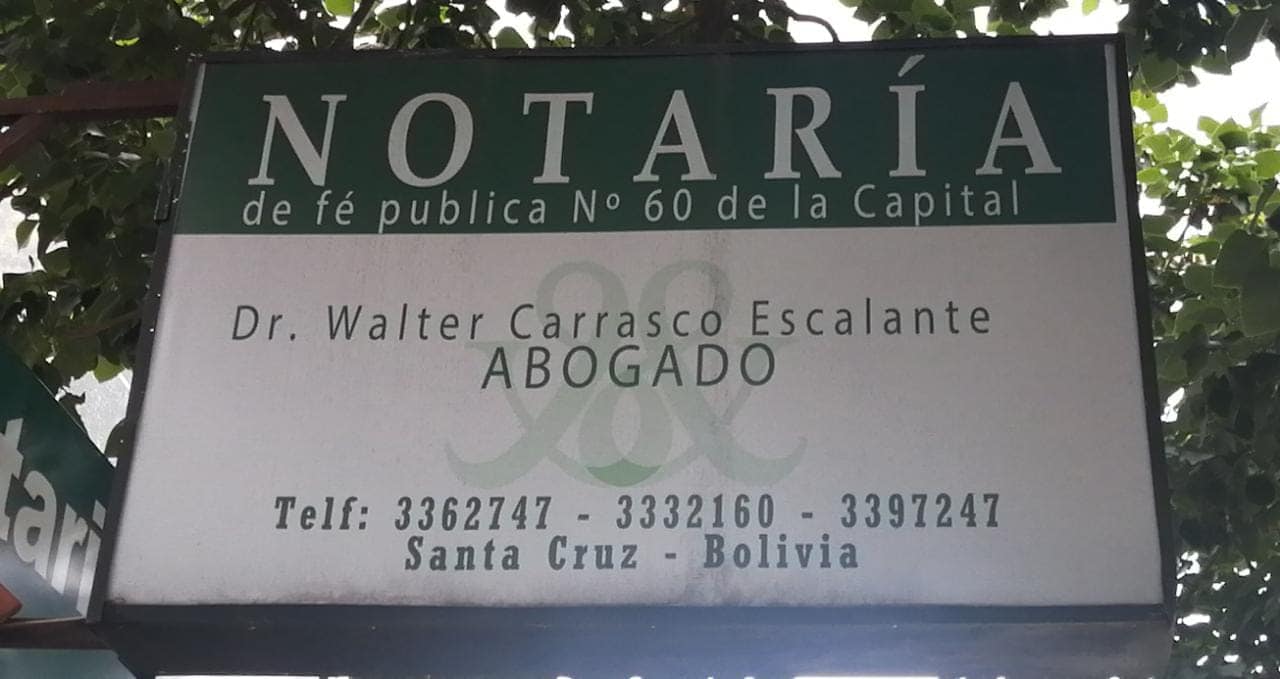 NOTARÍA
de fé publica Nº 60 de la Capital
Dr. Walter Carrasco Escalante
ABOGADO
Telf: 3362747 - 3332160 - 3397247
Santa Cruz - Bolivia
tari